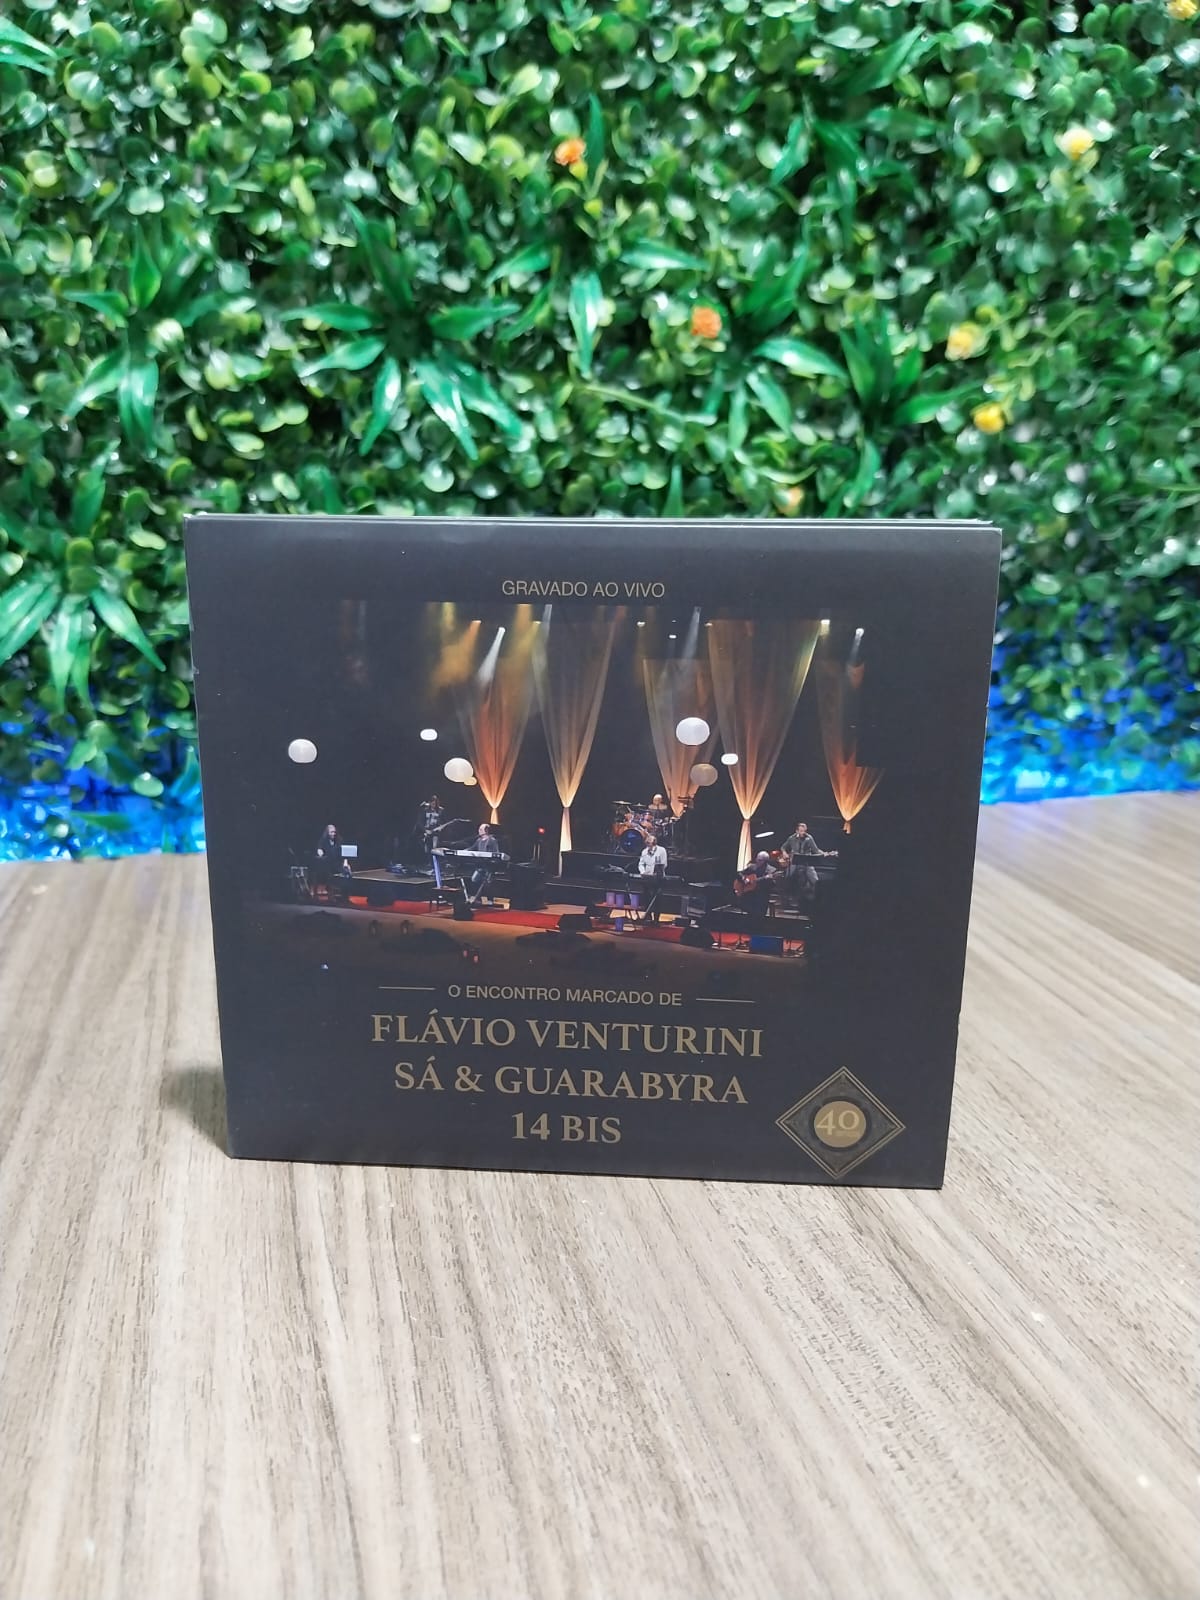 GRAVADO AO VIVO
O ENCONTRO MARCADO DE
FLÁVIO VENTURINI
SÁ & GUARABYRA
14 BIS
40